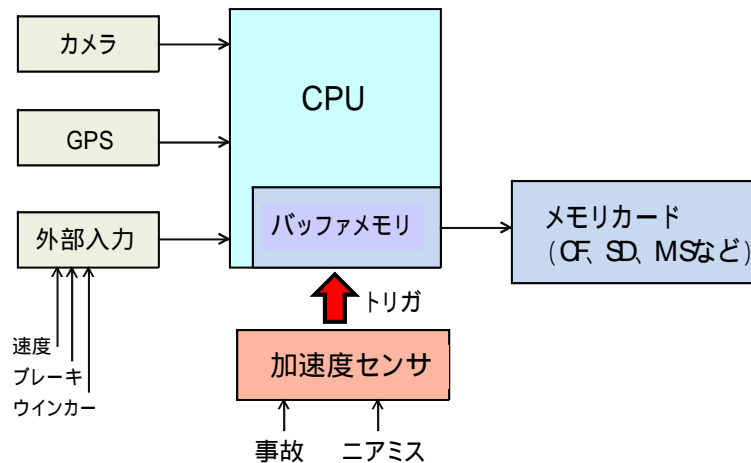 カメラ
CPU
GPS
バッファメモリ
外部入力
メモリカード
(CF、SD、MSなど)
トリガ
速度
ブレーキ
ウインカー
加速度センサ
事故
ニアミス